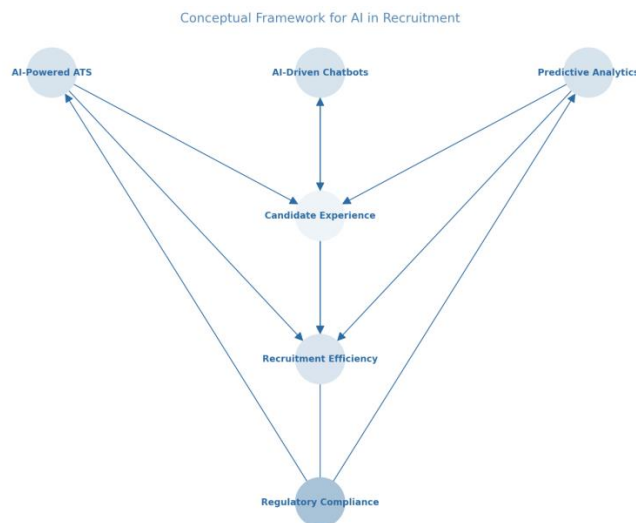 Conceptual Framework for AI in Recruitment
AI-Powered ATS
AI-Driven Chatbots
Predictive Analytics
Candidate Experience
Recruitment Efficiency
Regulatory Compliance